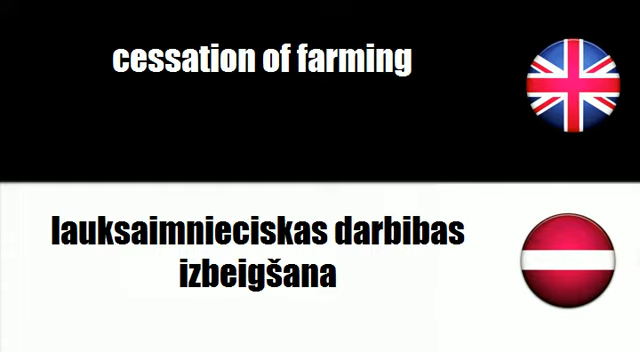 cessation of farming
lauksaimnieciskas darbibas
izbeigšana